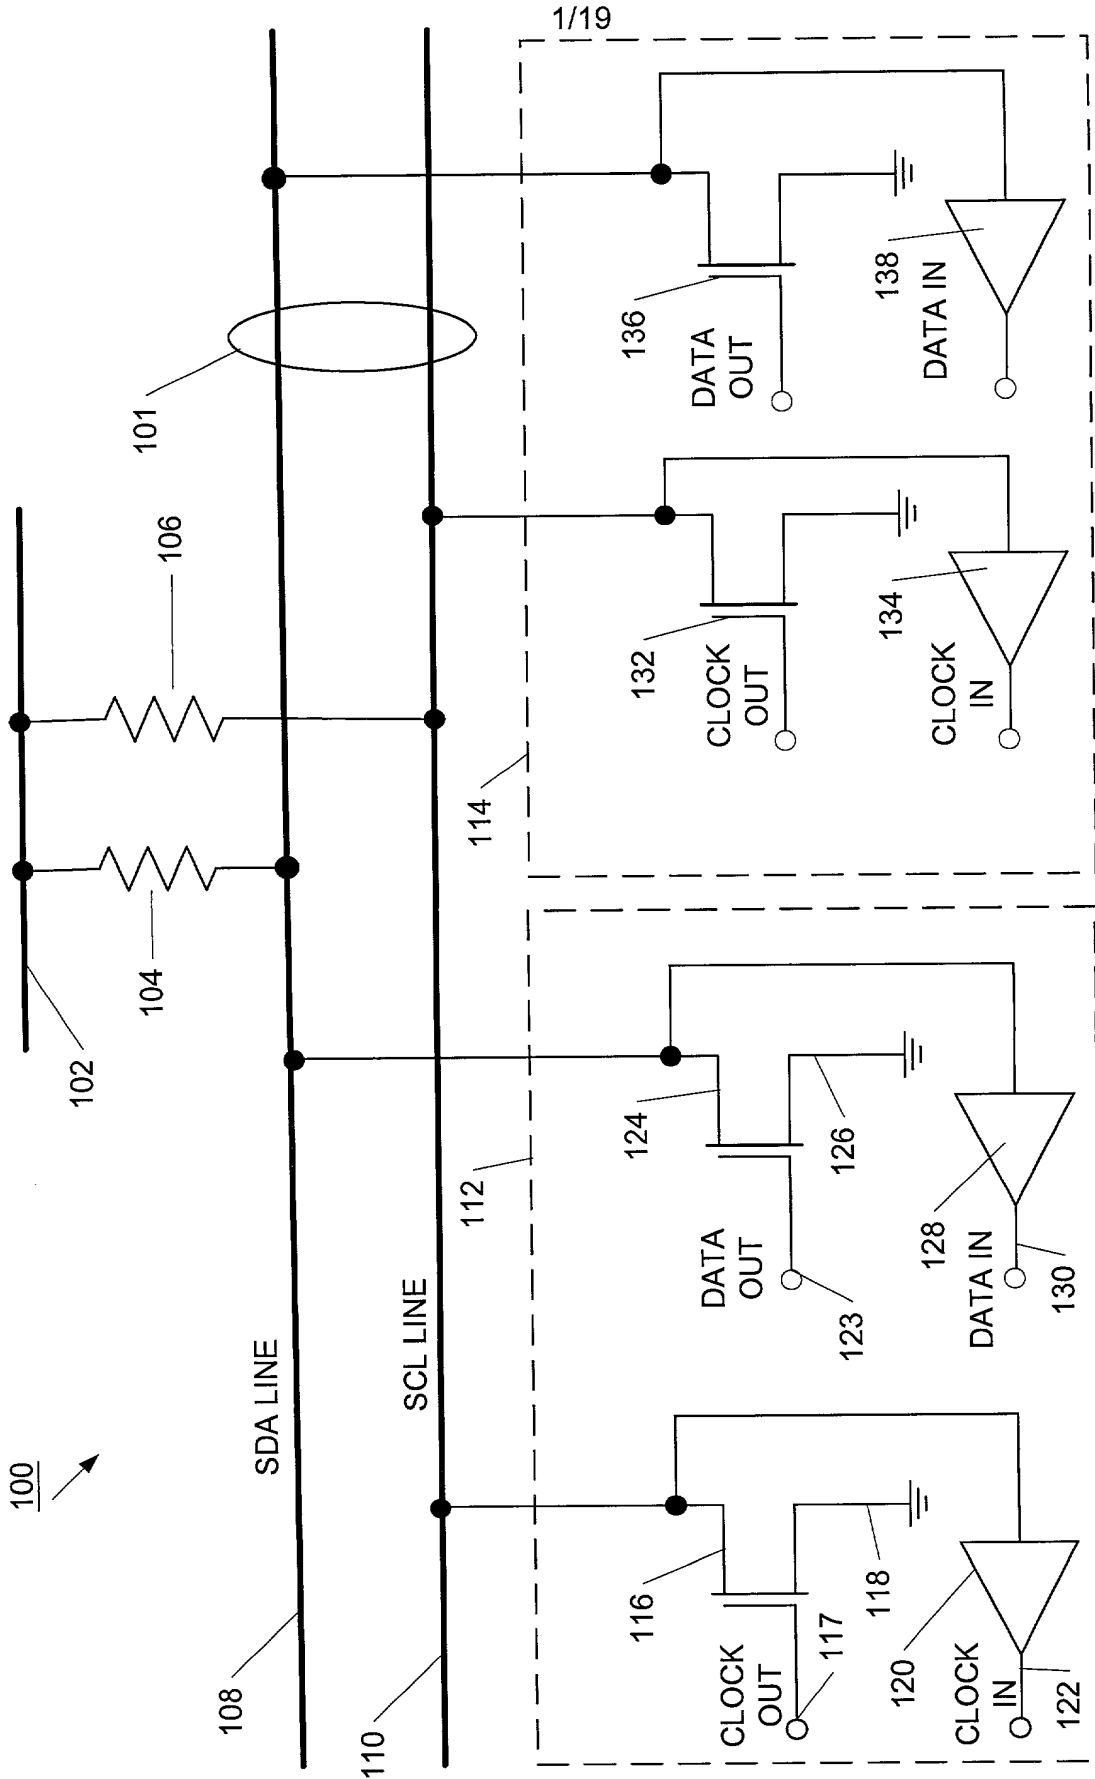 1/19
100
102
104
106
101
SDA LINE
108
SCL LINE
110
112
114
116
CLOCK
OUT
117
118
120
CLOCK
IN
122
124
DATA
OUT
123
126
128
DATA IN
130
132
CLOCK
OUT
134
CLOCK
IN
136
DATA
OUT
138
DATA IN